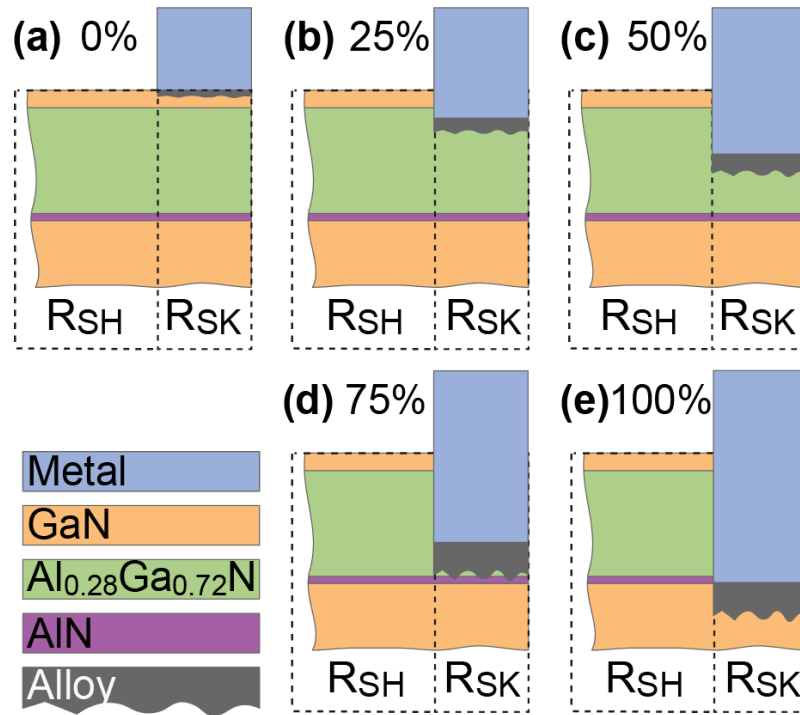 (a) 0%
(b) 25%
(c) 50%
RSH RSK
RSH RSK
RSH RSK
(d) 75%
(e) 100%
Metal
GaN
Al0.28Ga0.72N
AlN
Alloy
RSH RSK
RSH RSK